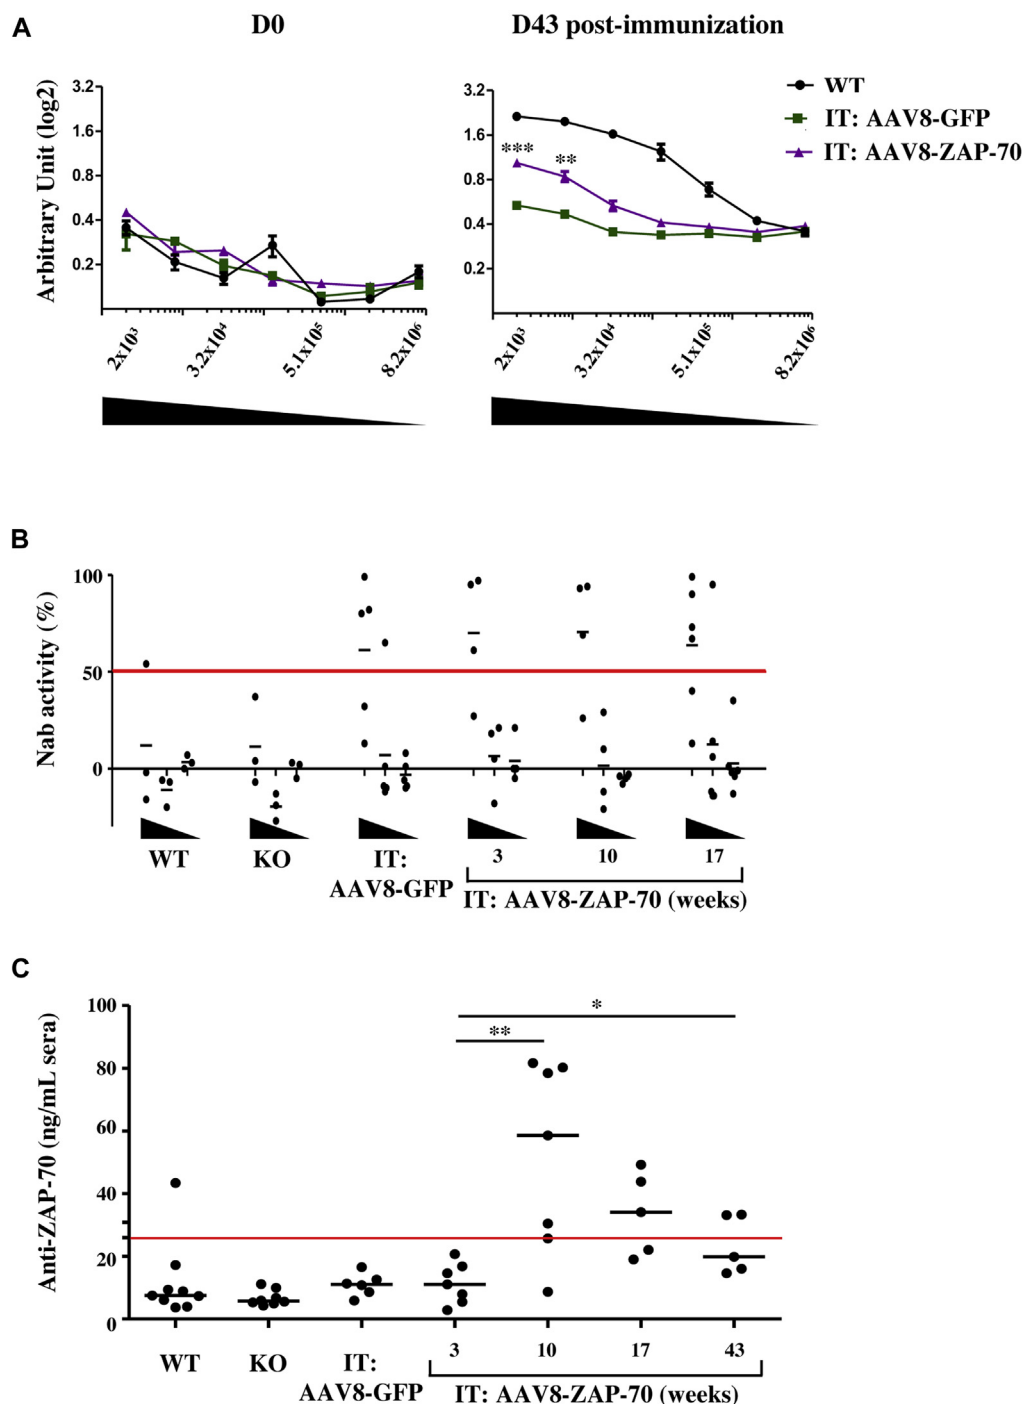 A
D0
D43 post-immunization
Arbitrary Unit (log2)
3.2
1.6
0.8
0.4
0.2
2x10³
3.2x10⁴
5.1x10⁵
8.2x10⁶
3.2
1.6
0.8
0.4
0.2
***
**
2x10³
3.2x10⁴
5.1x10⁵
8.2x10⁶
WT
IT: AAV8-GFP
IT: AAV8-ZAP-70
B
Nab activity (%)
100
50
0
WT
KO
IT:
AAV8-GFP
3
10
17
IT: AAV8-ZAP-70 (weeks)
C
Anti-ZAP-70 (ng/mL sera)
100
80
60
40
20
0
**
*
WT
KO
IT:
AAV8-GFP
3
10
17
43
IT: AAV8-ZAP-70 (weeks)